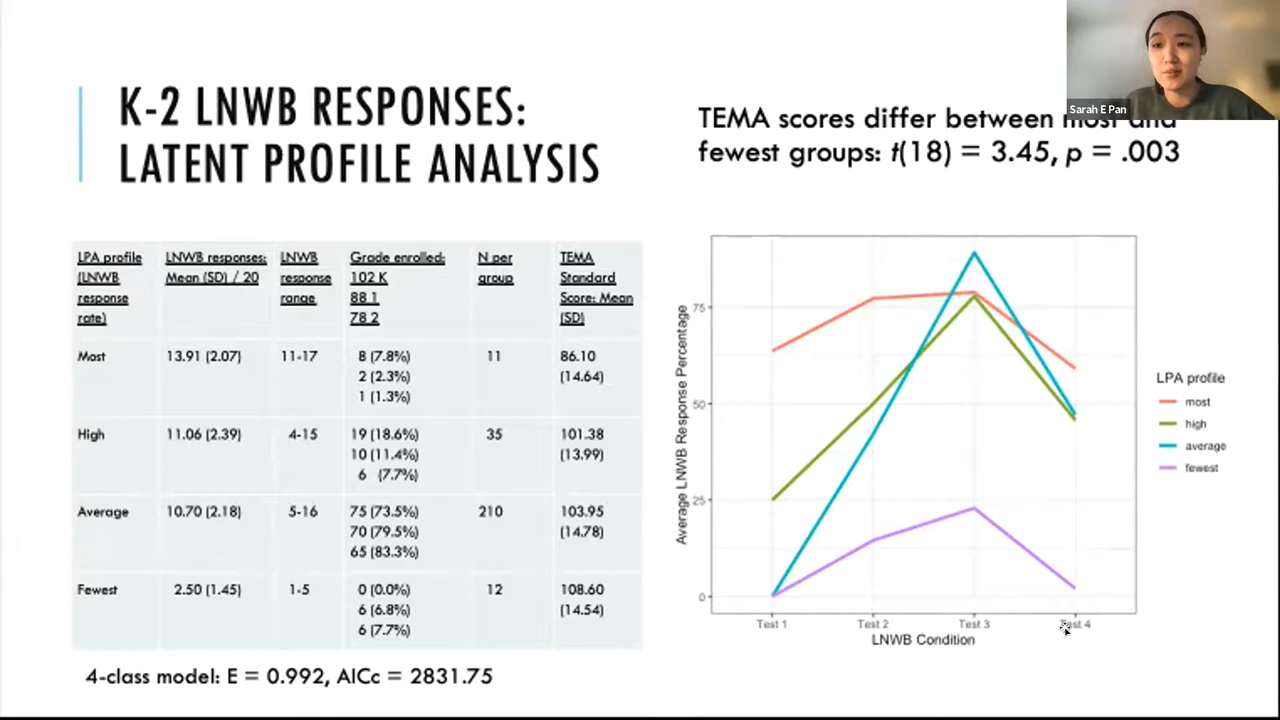 K-2 LNWB RESPONSES:
LATENT PROFILE ANALYSIS
TEMA scores differ between most and
fewest groups: t(18) = 3.45, p = .003
Sarah E Pan
LPA profile (LNWB response rate) LNWB responses: Mean (SD) / 20 LNWB response range Grade enrolled: 102 K 88 1 78 2 N per group TEMA Standard Score: Mean (SD)
Most 13.91 (2.07) 11-17 8 (7.8%) 11 86.10
2 (2.3%) (14.64)
1 (1.3%)
High 11.06 (2.39) 4-15 19 (18.6%) 35 101.38
10 (11.4%) (13.99)
6 (7.7%)
Average 10.70 (2.18) 5-16 75 (73.5%) 210 103.95
70 (79.5%) (14.78)
65 (83.3%)
Fewest 2.50 (1.45) 1-5 0 (0.0%) 12 108.60
6 (6.8%) (14.54)
6 (7.7%)
4-class model: E = 0.992, AICc = 2831.75
Average LNWB Response Percentage
75
50
25
0
Test 1 Test 2 Test 3 Test 4
LNWB Condition
LPA profile
most
high
average
fewest